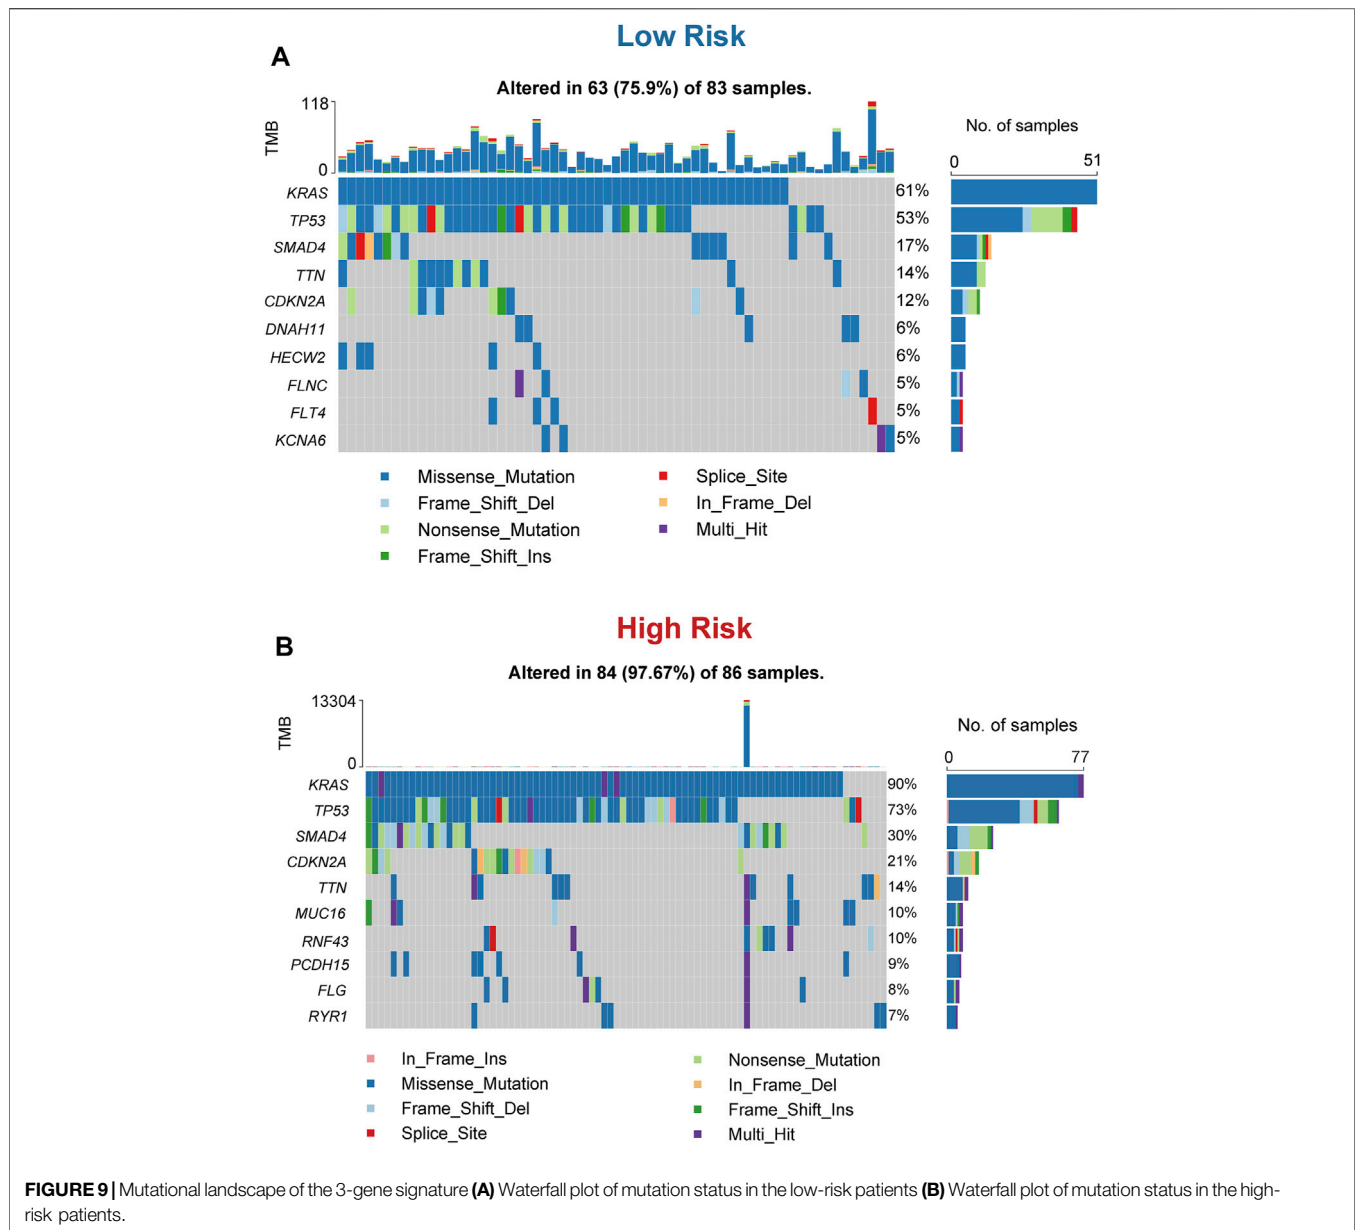 Low Risk
A
Altered in 63 (75.9%) of 83 samples.
118
TMB
0
No. of samples
0 51
KRAS 61%
TP53 53%
SMAD4 17%
TTN 14%
CDKN2A 12%
DNAH11 6%
HECW2 6%
FLNC 5%
FLT4 5%
KCNA6 5%
Missense_Mutation Splice_Site
Frame_Shift_Del In_Frame_Del
Nonsense_Mutation Multi_Hit
Frame_Shift_Ins
High Risk
B
Altered in 84 (97.67%) of 86 samples.
13304
TMB
0
No. of samples
0 77
KRAS 90%
TP53 73%
SMAD4 30%
CDKN2A 21%
TTN 14%
MUC16 10%
RNF43 10%
PCDH15 9%
FLG 8%
RYR1 7%
In_Frame_Ins Nonsense_Mutation
Missense_Mutation In_Frame_Del
Frame_Shift_Del Frame_Shift_Ins
Splice_Site Multi_Hit
FIGURE 9 | Mutational landscape of the 3-gene signature (A) Waterfall plot of mutation status in the low-risk patients (B) Waterfall plot of mutation status in the high-
risk patients.